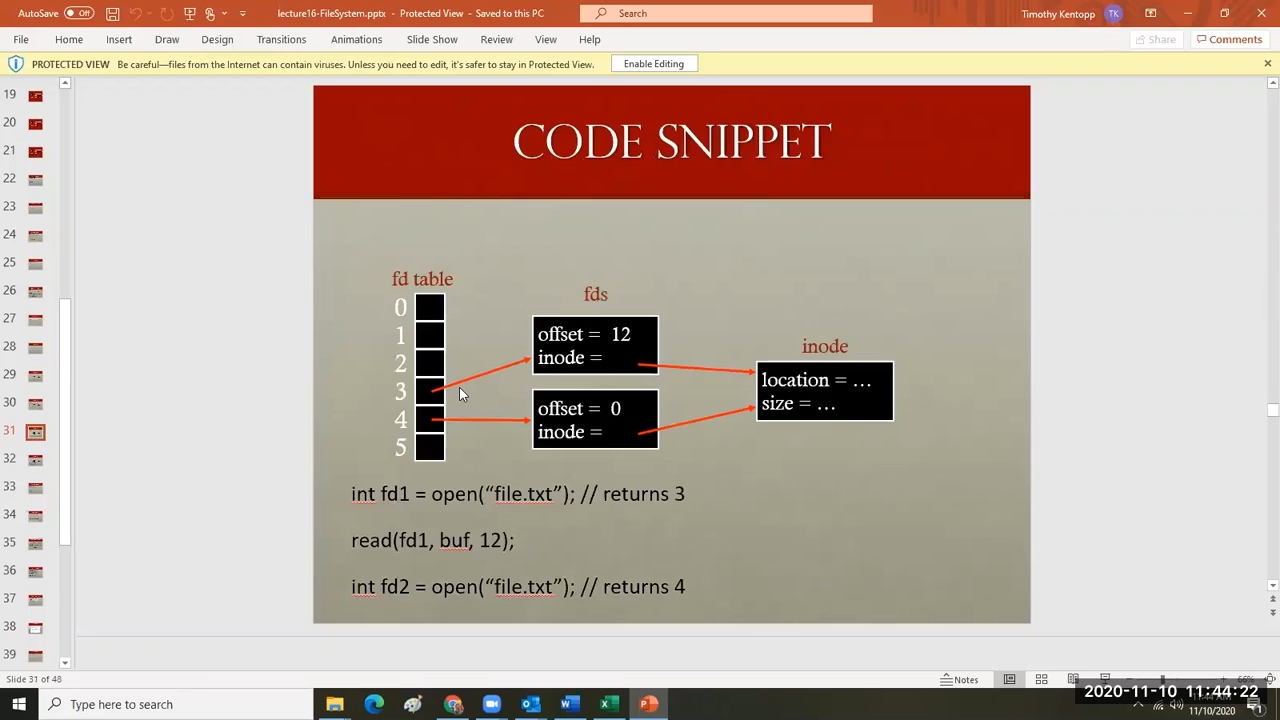 AutoSave Off
lecture16-FileSystem.pptx - Protected View - Saved to this PC
Search
Timothy Kentopp
TK
File Home Insert Draw Design Transitions Animations Slide Show Review View Help
Share
Comments
PROTECTED VIEW Be careful—files from the Internet can contain viruses. Unless you need to edit, it's safer to stay in Protected View.
Enable Editing
19
20
21
22
23
24
25
26
27
28
29
30
31
32
33
34
35
36
37
38
39
CODE SNIPPET
fd table
0
1
2
3
4
5
fds
offset = 12
inode =
offset = 0
inode =
inode
location = ...
size = ...
int fd1 = open(“file.txt”); // returns 3
read(fd1, buf, 12);
int fd2 = open(“file.txt”); // returns 4
Slide 31 of 48
Notes
66%
Type here to search
2020-11-10 11:44:22
11/10/2020